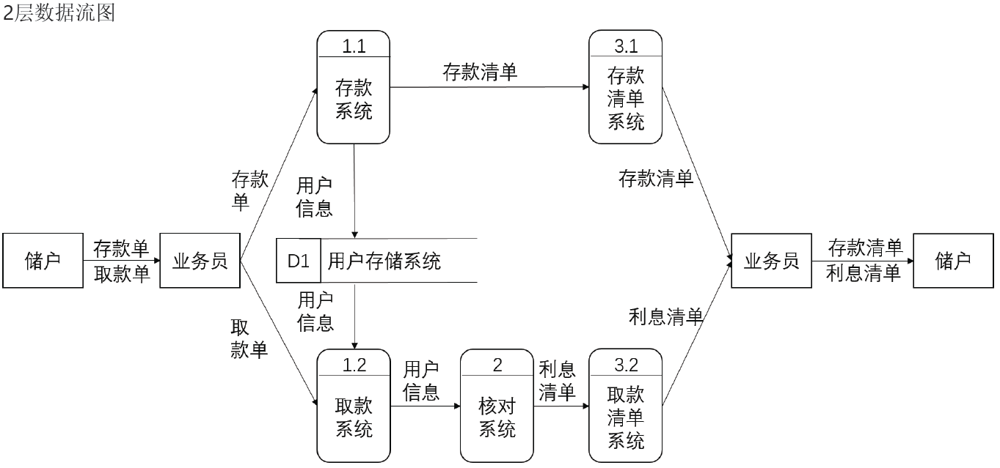 2层数据流图
1.1
存款
系统
存款清单
3.1
存款
清单
系统
存款
单
用户
信息
存款清单
储户
存款单
取款单
业务员
D1
用户存储系统
业务员
存款清单
利息清单
储户
用户
信息
取
款单
利息清单
1.2
取款
系统
用户
信息
2
核对
系统
利息
清单
3.2
取款
清单
系统